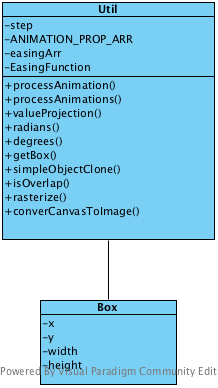 Util
-step
-ANIMATION_PROP_ARR
-easingArr
-EasingFunction
+processAnimation()
+processAnimations()
+valueProjection()
+radians()
+degrees()
+getBox()
+simpleObjectClone()
+isOverlap()
+rasterize()
+converCanvasToImage()
Box
-x
-y
-width
-height
Powered By Visual Paradigm Community Edit